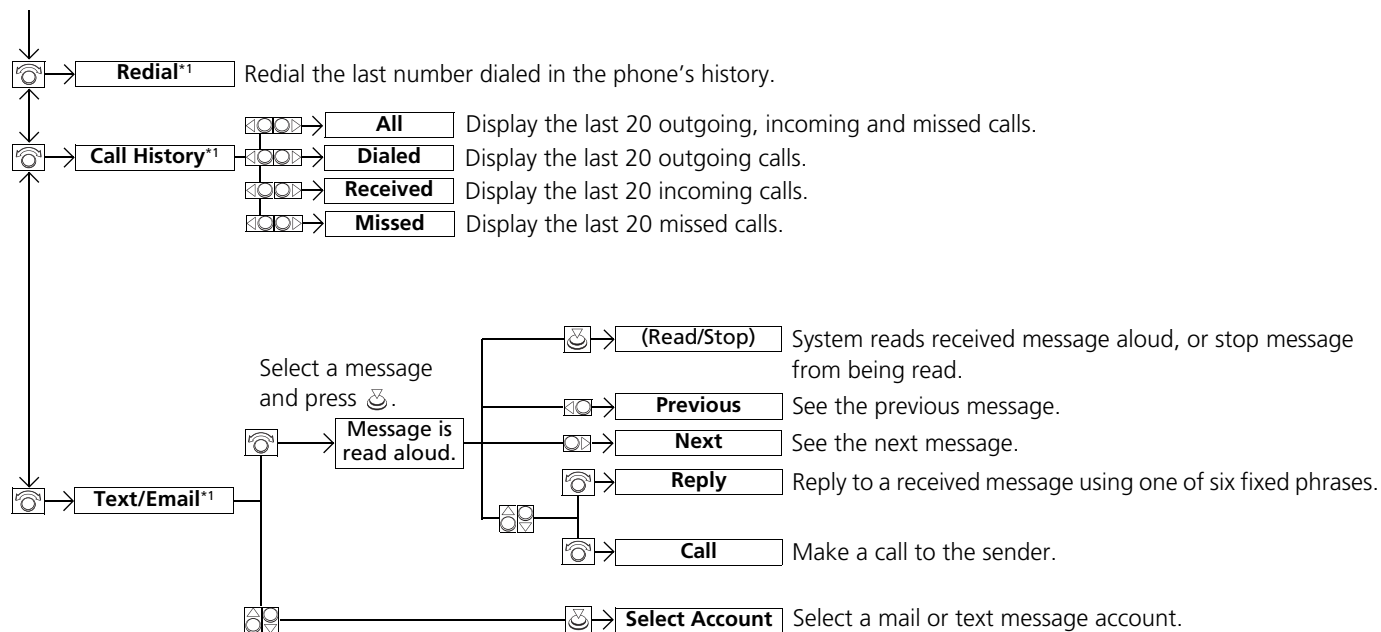 Redial*1 Redial the last number dialed in the phone's history.
All Display the last 20 outgoing, incoming and missed calls.
Call History*1 Dialed Display the last 20 outgoing calls.
Received Display the last 20 incoming calls.
Missed Display the last 20 missed calls.
(Read/Stop) System reads received message aloud, or stop message
from being read.
Select a message
and press .
Previous See the previous message.
Message is
read aloud.
Next See the next message.
Reply Reply to a received message using one of six fixed phrases.
Text/Email*1
Call Make a call to the sender.
Select Account Select a mail or text message account.